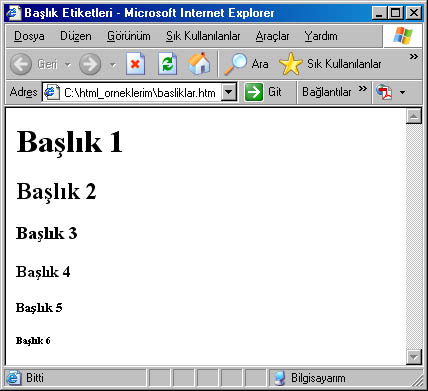 Başlık Etiketleri - Microsoft Internet Explorer
Dosya Düzen Görünüm Sık Kullanılanlar Araçlar Yardım
Geri Ara Sık Kullanılanlar »
Adres C:\html_orneklerim\basliklar.htm Git Bağlantılar »
Başlık 1
Başlık 2
Başlık 3
Başlık 4
Başlık 5
Başlık 6
Bitti Bilgisayarım